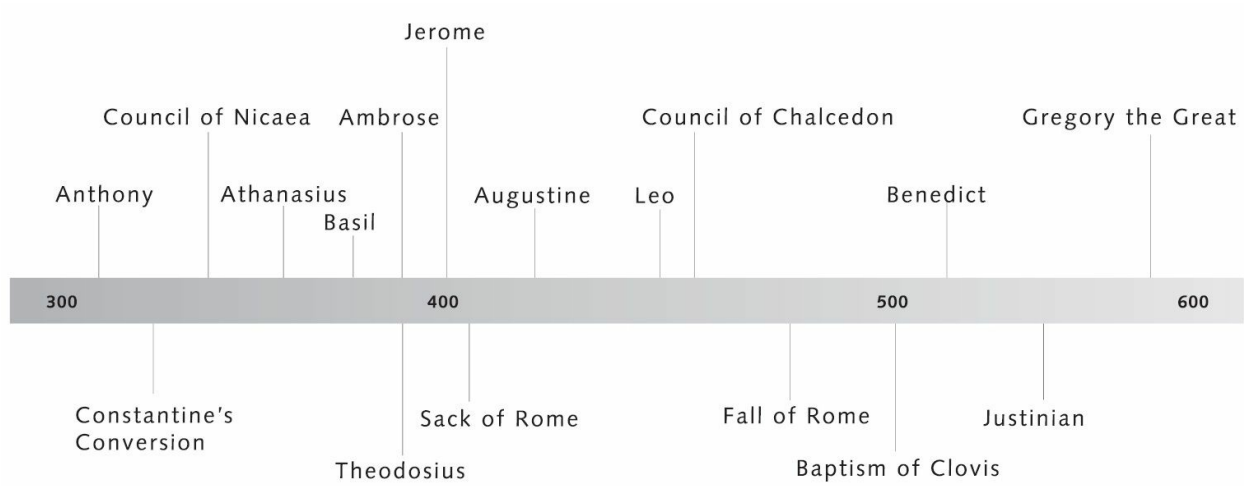 Jerome
Council of Nicaea
Ambrose
Council of Chalcedon
Gregory the Great
Anthony
Athanasius
Basil
Augustine
Leo
Benedict
300
400
500
600
Constantine's
Conversion
Theodosius
Sack of Rome
Fall of Rome
Baptism of Clovis
Justinian